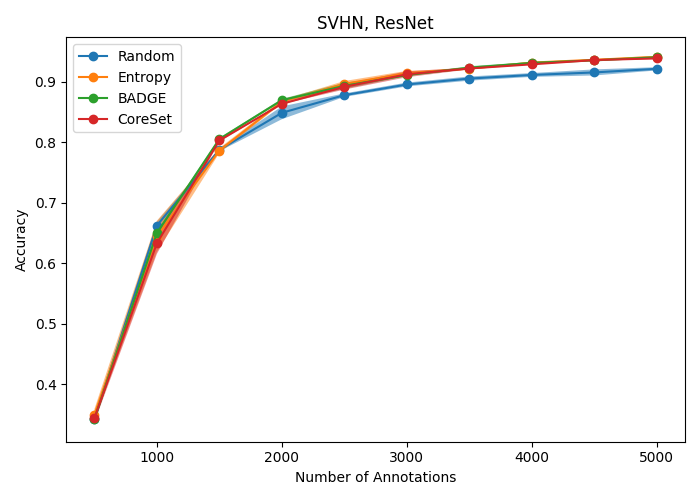 SVHN, ResNet
Random
Entropy
BADGE
CoreSet
0.9
0.8
0.7
0.6
0.5
0.4
Accuracy
1000
2000
3000
4000
5000
Number of Annotations